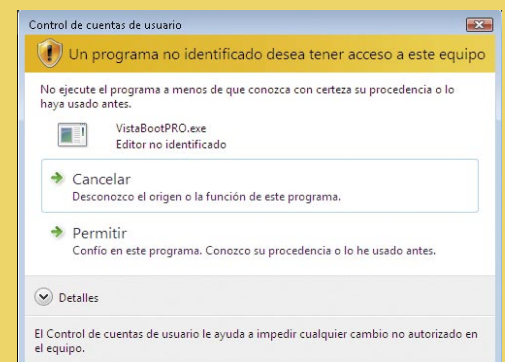 Control de cuentas de usuario
Un programa no identificado desea tener acceso a este equipo
No ejecute el programa a menos de que conozca con certeza su procedencia o lo
haya usado antes.
VistaBootPRO.exe
Editor no identificado
Cancelar
Desconozco el origen o la función de este programa.
Permitir
Confío en este programa. Conozco su procedencia o lo he usado antes.
Detalles
El Control de cuentas de usuario le ayuda a impedir cualquier cambio no autorizado en
el equipo.